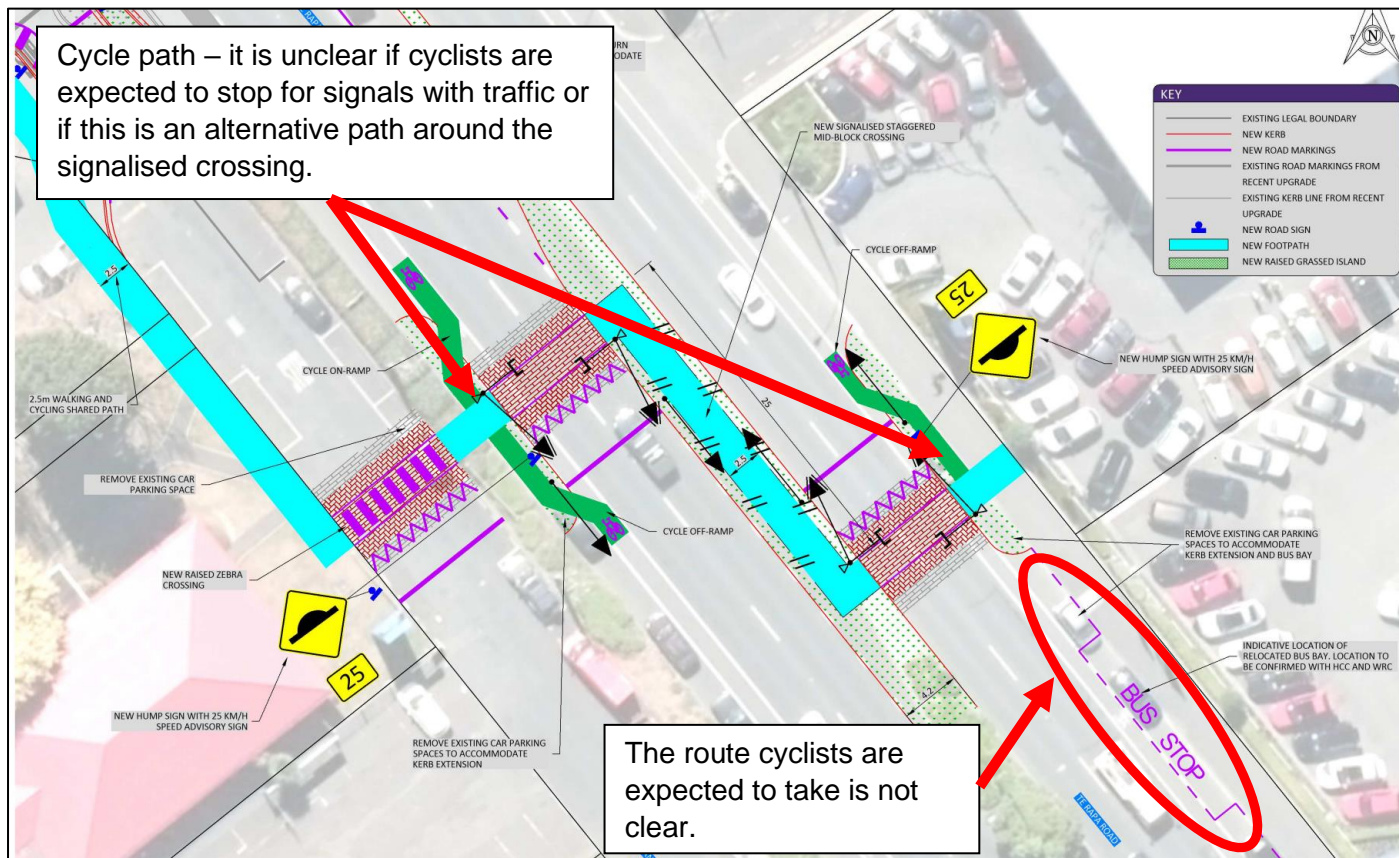 Cycle path – it is unclear if cyclists are
expected to stop for signals with traffic or
if this is an alternative path around the
signalised crossing.
N
KEY
EXISTING LEGAL BOUNDARY
NEW KERB
NEW ROAD MARKINGS
EXISTING ROAD MARKINGS FROM
RECENT UPGRADE
EXISTING KERB LINE FROM RECENT
UPGRADE
NEW ROAD SIGN
NEW FOOTPATH
NEW RAISED GRASSED ISLAND
NEW SIGNALISED STAGGERED
MID-BLOCK CROSSING
CYCLE OFF-RAMP
25
NEW HUMP SIGN WITH 25 KM/H
SPEED ADVISORY SIGN
2.5
CYCLE ON-RAMP
25
2.5M WALKING AND
CYCLING SHARED PATH
2.5
REMOVE EXISTING CAR
PARKING SPACE
CYCLE OFF-RAMP
REMOVE EXISTING CAR PARKING
SPACES TO ACCOMMODATE
KERB EXTENSION AND BUS BAY
NEW RAISED ZEBRA
CROSSING
25
INDICATIVE LOCATION OF
RELOCATED BUS BAY. LOCATION TO
BE CONFIRMED WITH HCC AND WRC
BUS STOP
4.2
NEW HUMP SIGN WITH 25 KM/H
SPEED ADVISORY SIGN
REMOVE EXISTING CAR PARKING
SPACES TO ACCOMMODATE
KERB EXTENSION
The route cyclists are
expected to take is not
clear.
TE RAPA ROAD